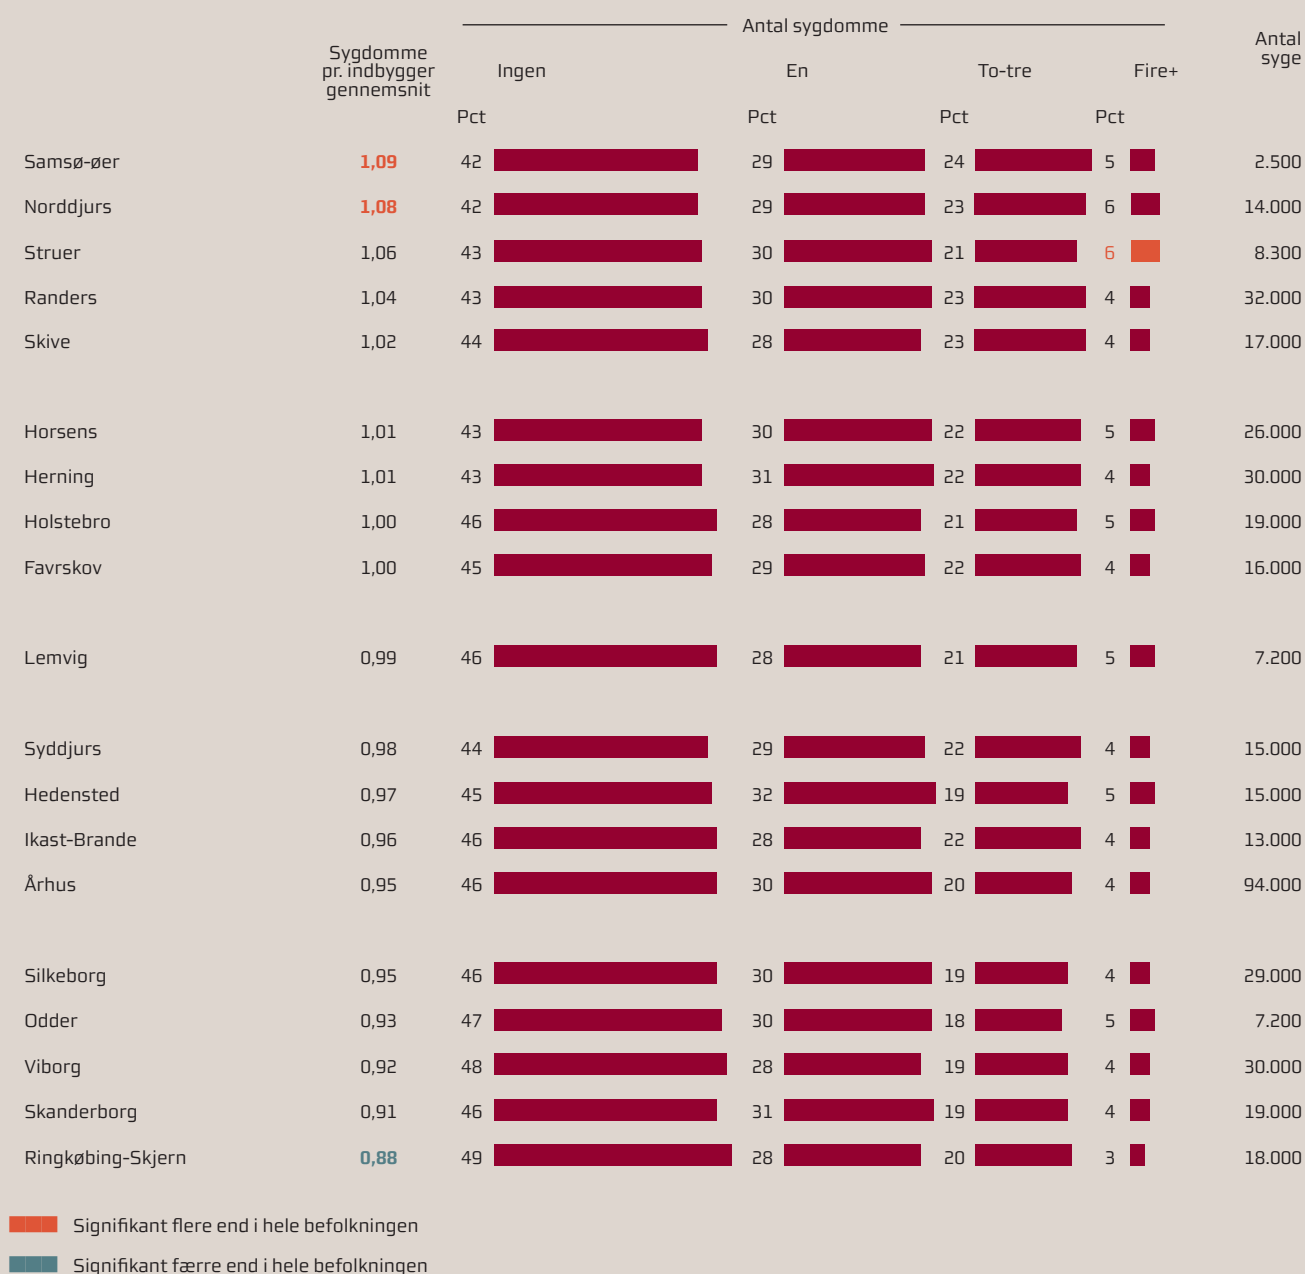 Antal sygdomme
Sygdomme pr. indbygger gennemsnit Ingen En To-tre Fire+ Antal syge
Pct Pct Pct Pct
Samsø-øer 1,09 42 29 24 5 2.500
Norddjurs 1,08 42 29 23 6 14.000
Struer 1,06 43 30 21 6 8.300
Randers 1,04 43 30 23 4 32.000
Skive 1,02 44 28 23 4 17.000
Horsens 1,01 43 30 22 5 26.000
Herning 1,01 43 31 22 4 30.000
Holstebro 1,00 46 28 21 5 19.000
Favrskov 1,00 45 29 22 4 16.000
Lemvig 0,99 46 28 21 5 7.200
Syddjurs 0,98 44 29 22 4 15.000
Hedensted 0,97 45 32 19 5 15.000
Ikast-Brande 0,96 46 28 22 4 13.000
Århus 0,95 46 30 20 4 94.000
Silkeborg 0,95 46 30 19 4 29.000
Odder 0,93 47 30 18 5 7.200
Viborg 0,92 48 28 19 4 30.000
Skanderborg 0,91 46 31 19 4 19.000
Ringkøbing-Skjern 0,88 49 28 20 3 18.000
Signifikant flere end i hele befolkningen
Signifikant færre end i hele befolkningen